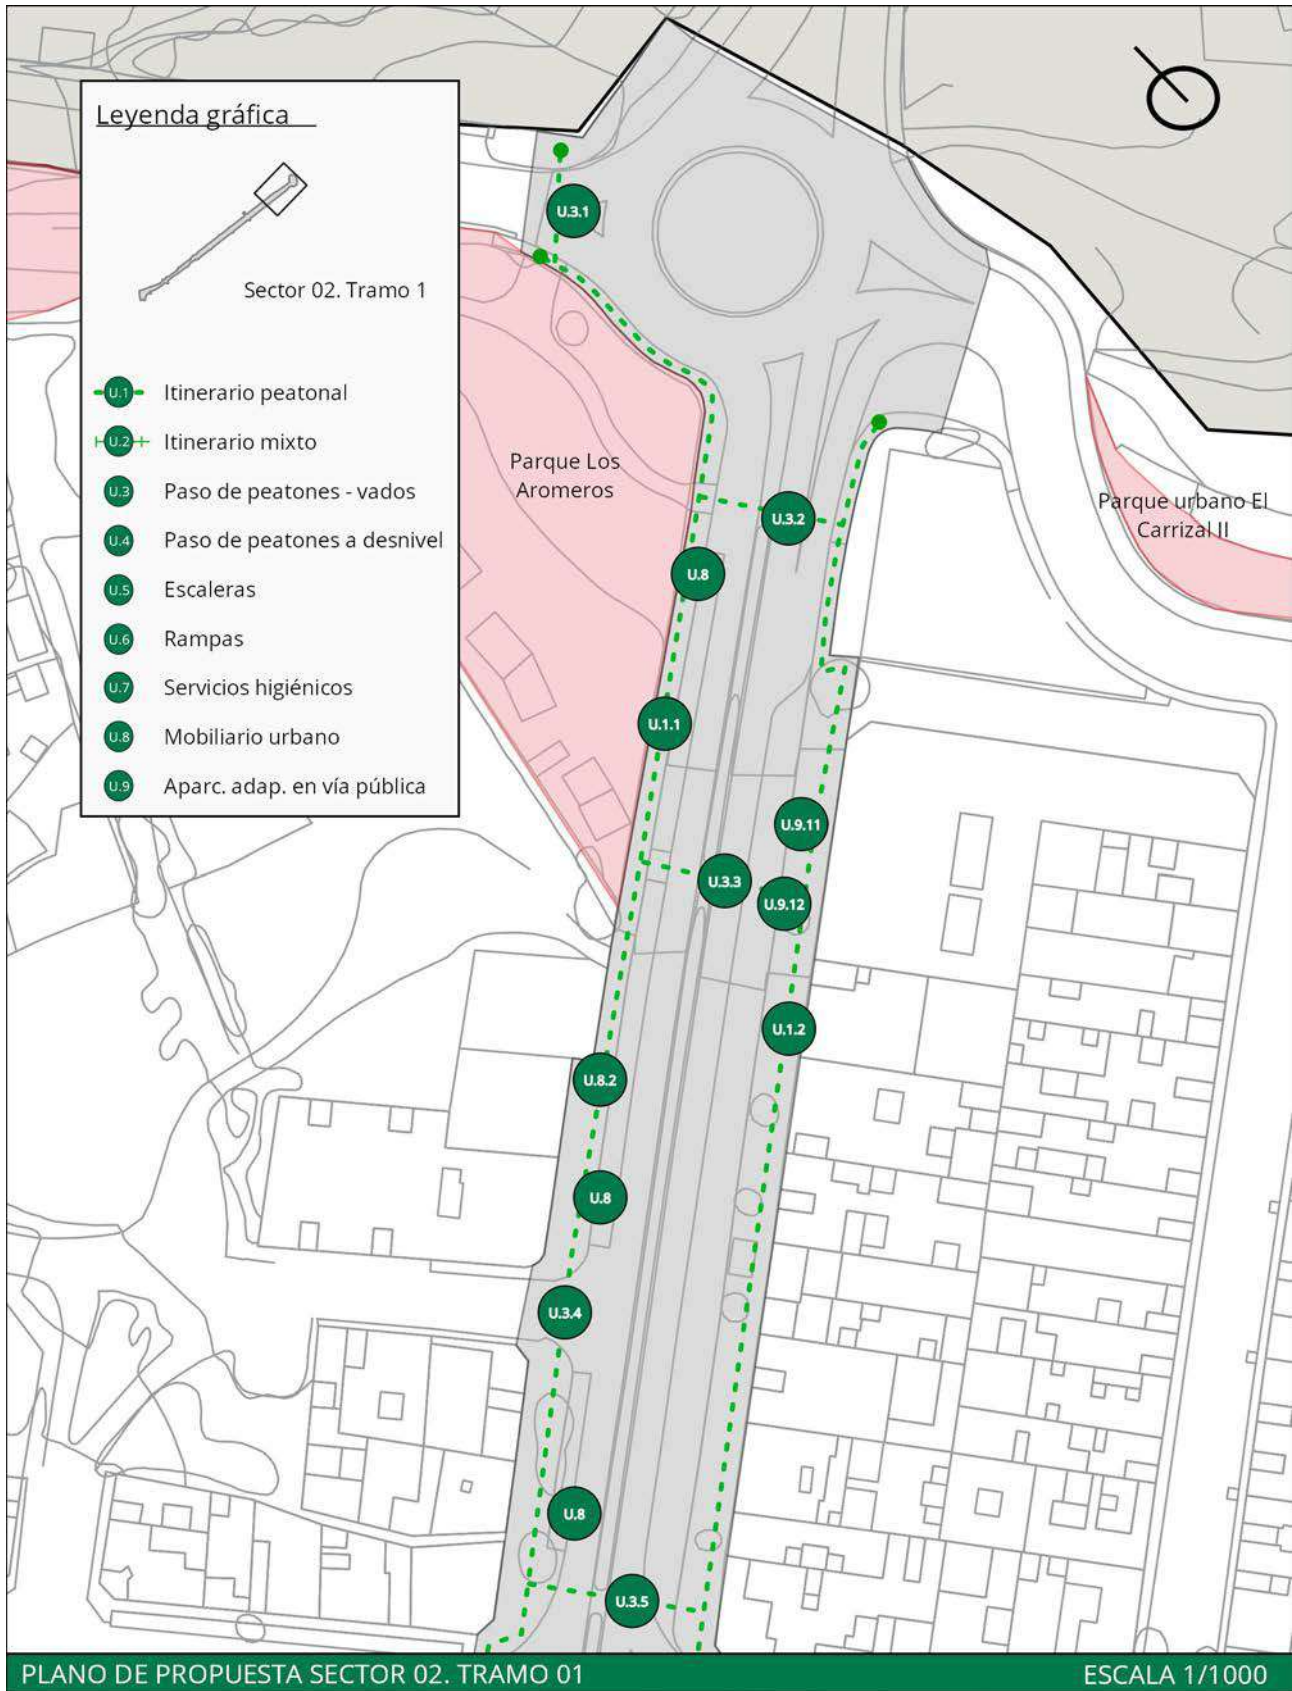 Leyenda gráfica
Sector 02. Tramo 1
U.1 Itinerario peatonal
U.2 Itinerario mixto
U.3 Paso de peatones - vados
U.4 Paso de peatones a desnivel
U.5 Escaleras
U.6 Rampas
U.7 Servicios higiénicos
U.8 Mobiliario urbano
U.9 Aparc. adap. en vía pública
U.3.1
Parque Los
Aromeros
Parque urbano El
Carrizal II
U.3.2
U.8
U.1.1
U.9.11
U.3.3
U.9.12
U.1.2
U.8.2
U.8
U.3.4
U.8
U.3.5
PLANO DE PROPUESTA SECTOR 02. TRAMO 01
ESCALA 1/1000